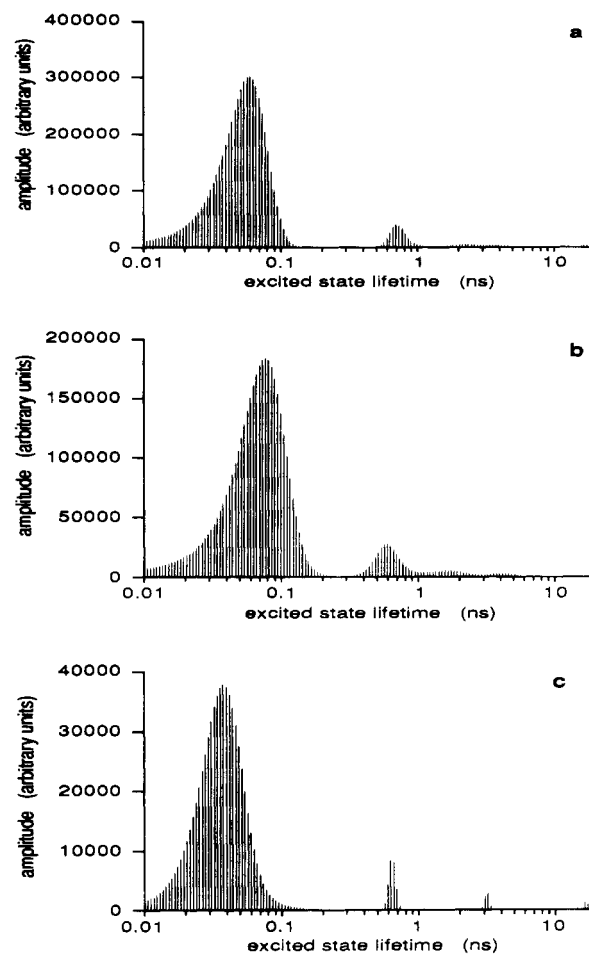 a
amplitude (arbitrary units)
400000
300000
200000
100000
0
0.01 0.1 1 10
excited state lifetime (ns)
b
amplitude (arbitrary units)
200000
150000
100000
50000
0
0.01 0.1 1 10
excited state lifetime (ns)
c
amplitude (arbitrary units)
40000
30000
20000
10000
0
0.01 0.1 1 10
excited state lifetime (ns)